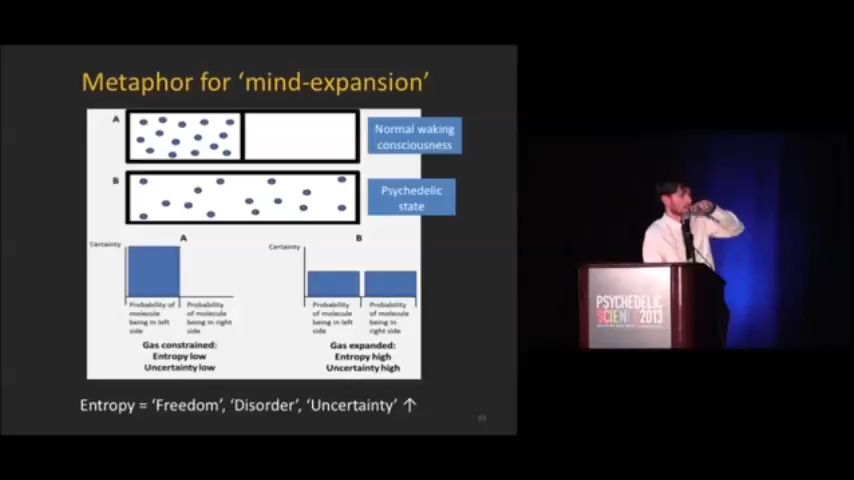 Metaphor for 'mind-expansion'
A
Normal waking
consciousness
B
Psychedelic
state
A
B
Certainty
Certainty
Probability of
molecule
being in left
side
Probability
of molecule
being in right
side
Probability
of molecule
being in left
side
Probability
of molecule
being in
right side
Gas constrained:
Entropy low
Uncertainty low
Gas expanded:
Entropy high
Uncertainty high
Entropy = 'Freedom', 'Disorder', 'Uncertainty' ↑
PSYCHEDELIC
SCIEN 2013